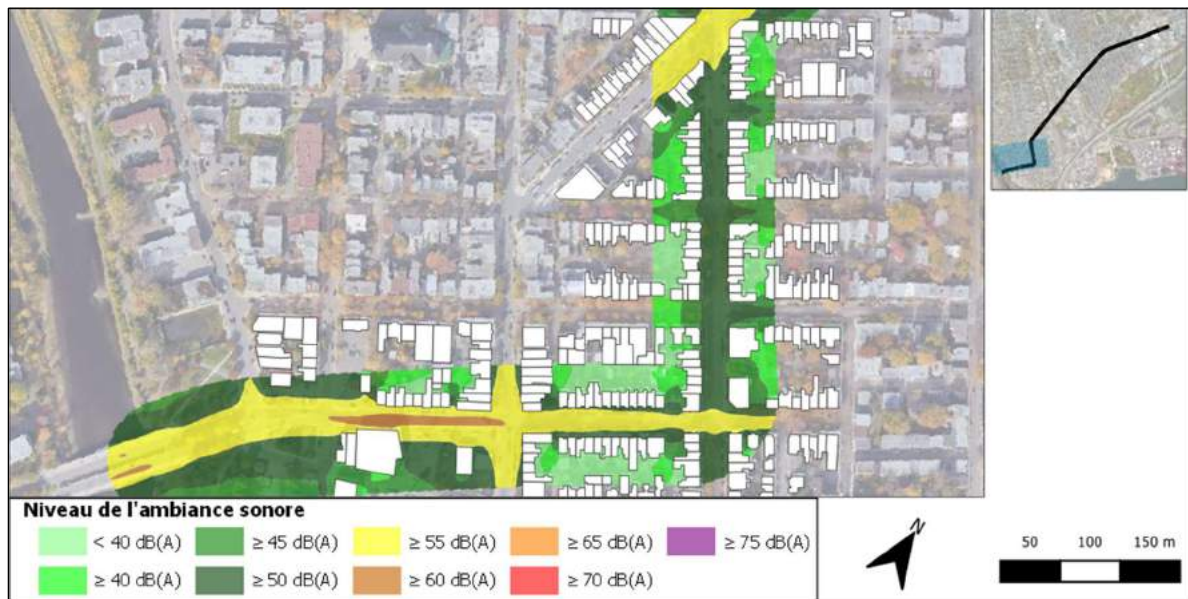 Niveau de l'ambiance sonore
< 40 dB(A) ≥ 45 dB(A) ≥ 55 dB(A) ≥ 65 dB(A) ≥ 75 dB(A)
≥ 40 dB(A) ≥ 50 dB(A) ≥ 60 dB(A) ≥ 70 dB(A)
N
50 100 150 m